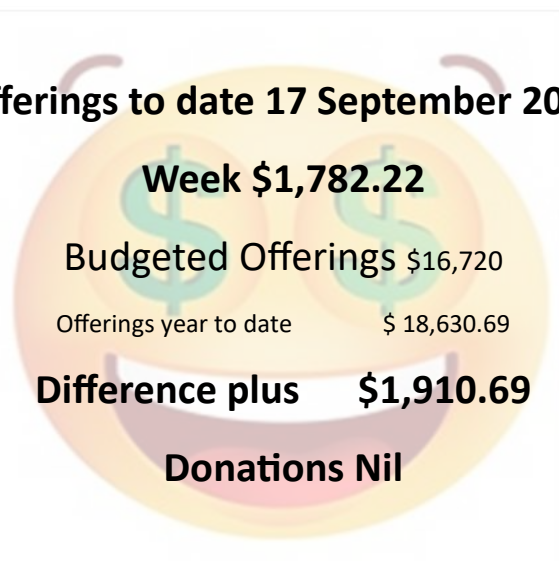 fferings to date 17 September 20
Week $1,782.22
Budgeted Offerings $16,720
Offerings year to date $ 18,630.69
Difference plus $1,910.69
Donations Nil